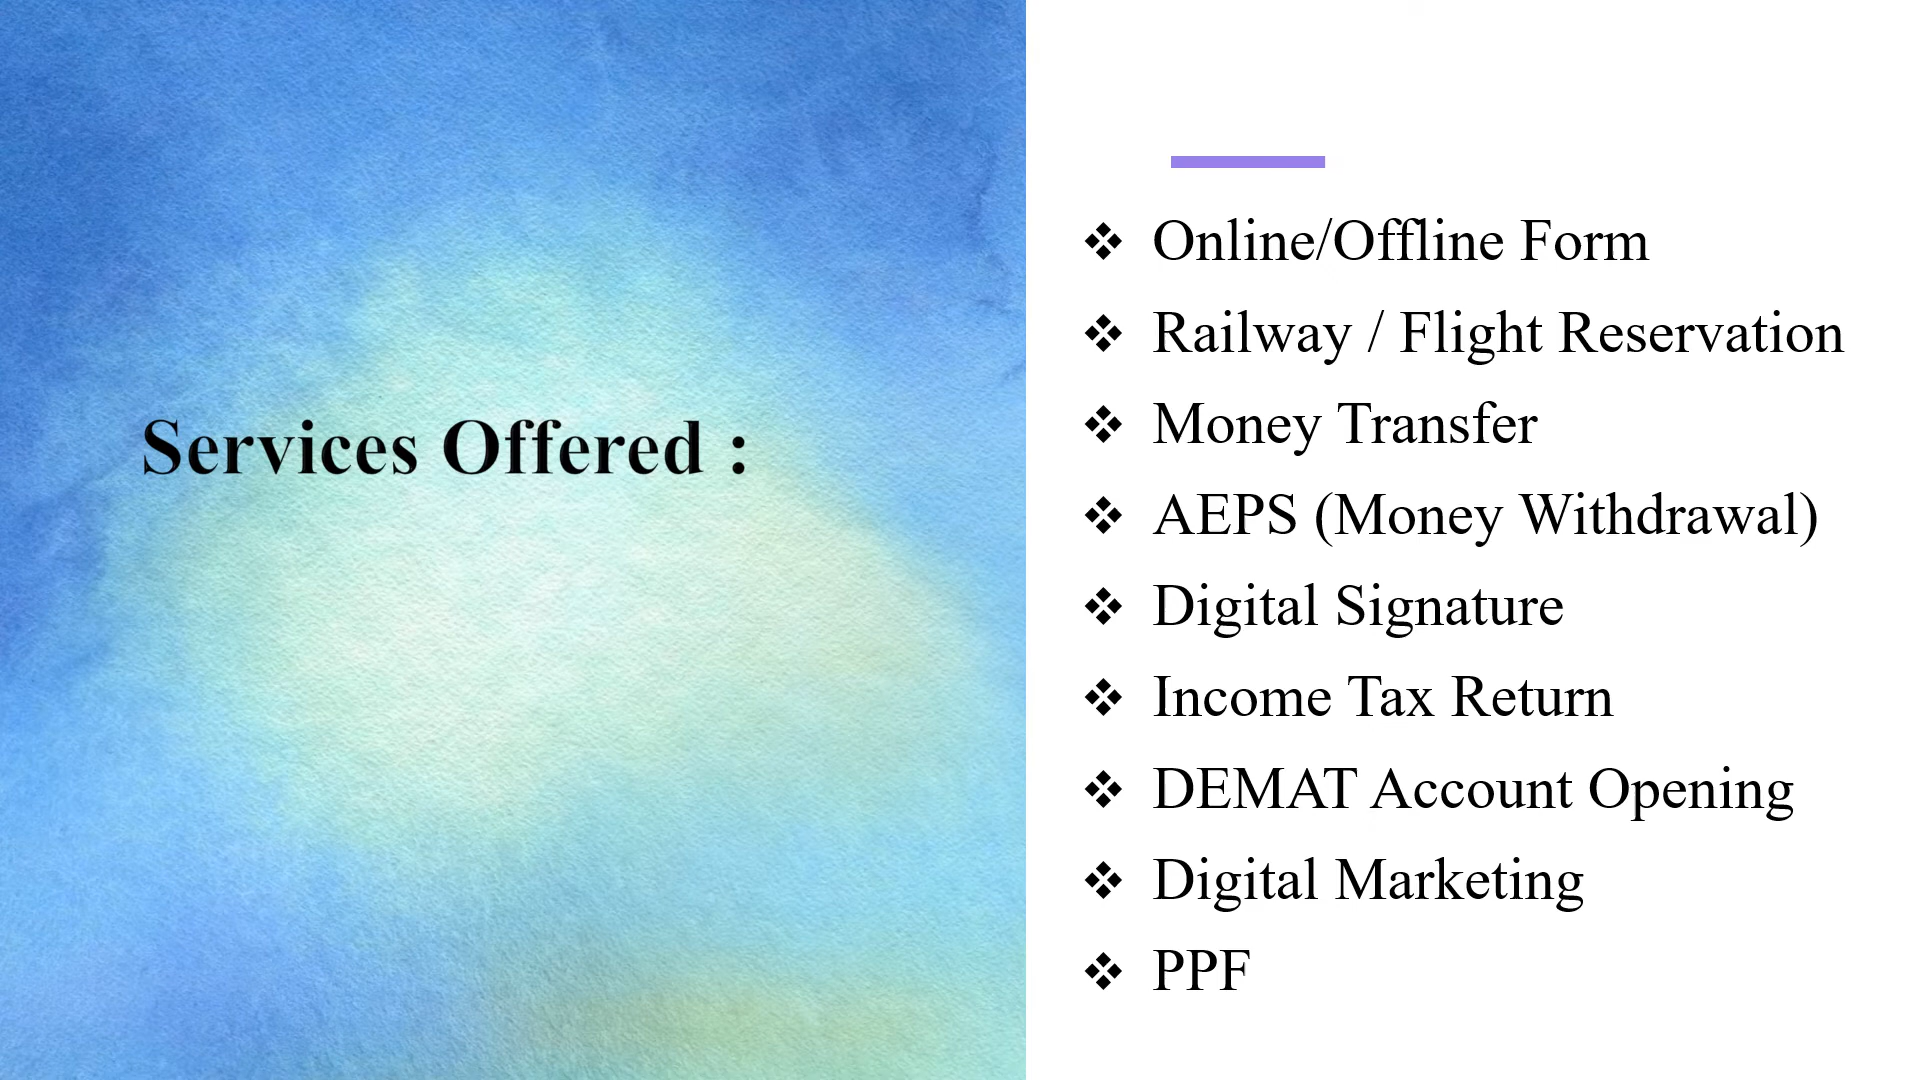 Services Offered :
❖ Online/Offline Form
❖ Railway / Flight Reservation
❖ Money Transfer
❖ AEPS (Money Withdrawal)
❖ Digital Signature
❖ Income Tax Return
❖ DEMAT Account Opening
❖ Digital Marketing
❖ PPF